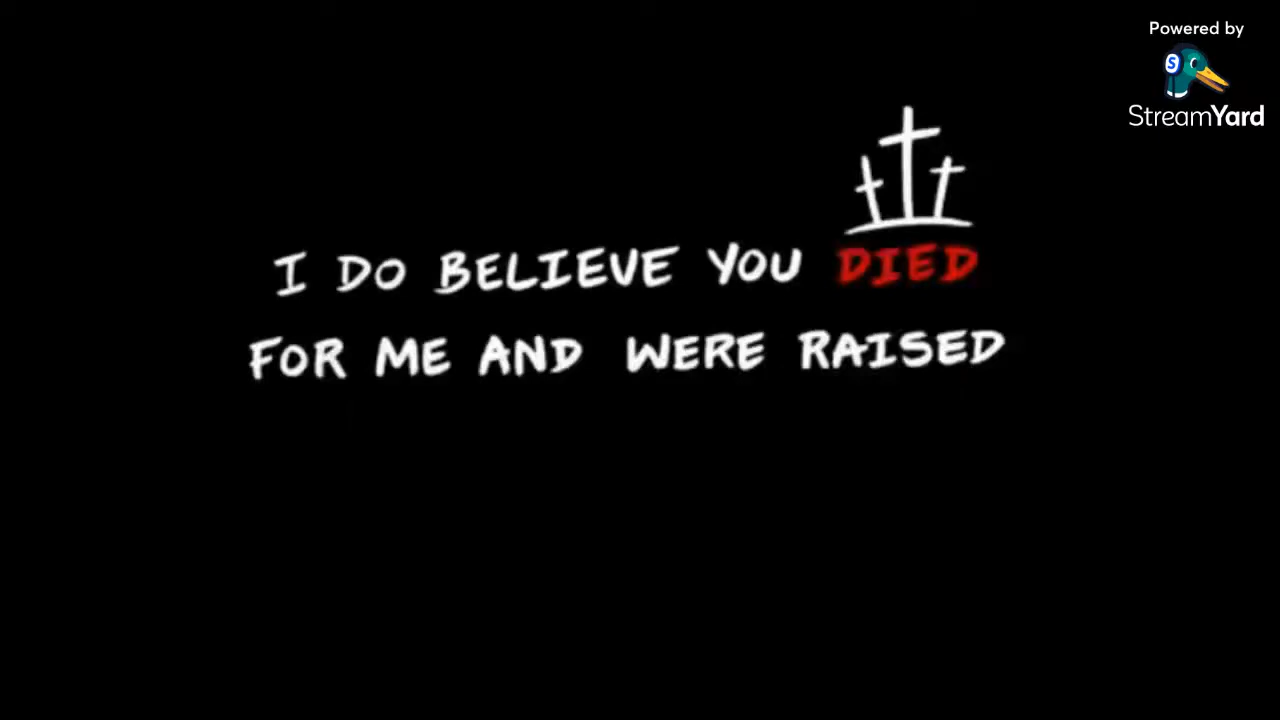 Powered by
StreamYard
I DO BELIEVE YOU DIED
FOR ME AND WERE RAISED